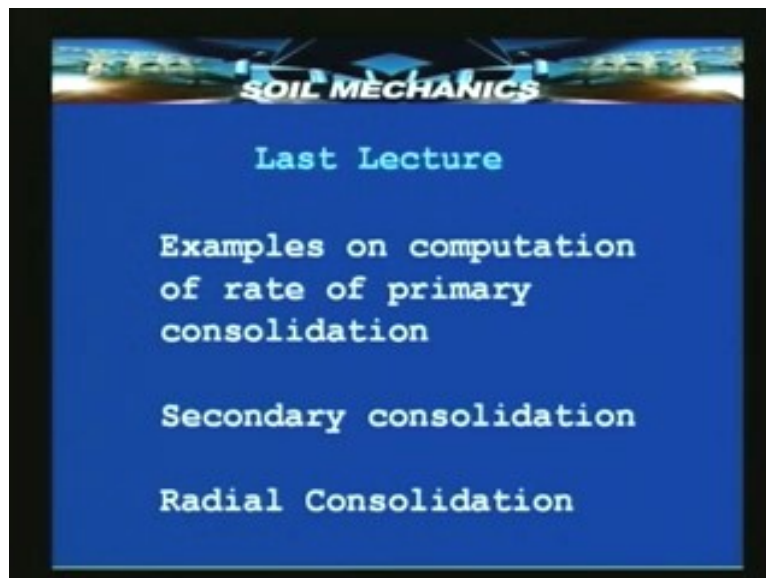 SOIL MECHANICS
Last Lecture
Examples on computation
of rate of primary
consolidation
Secondary consolidation
Radial Consolidation